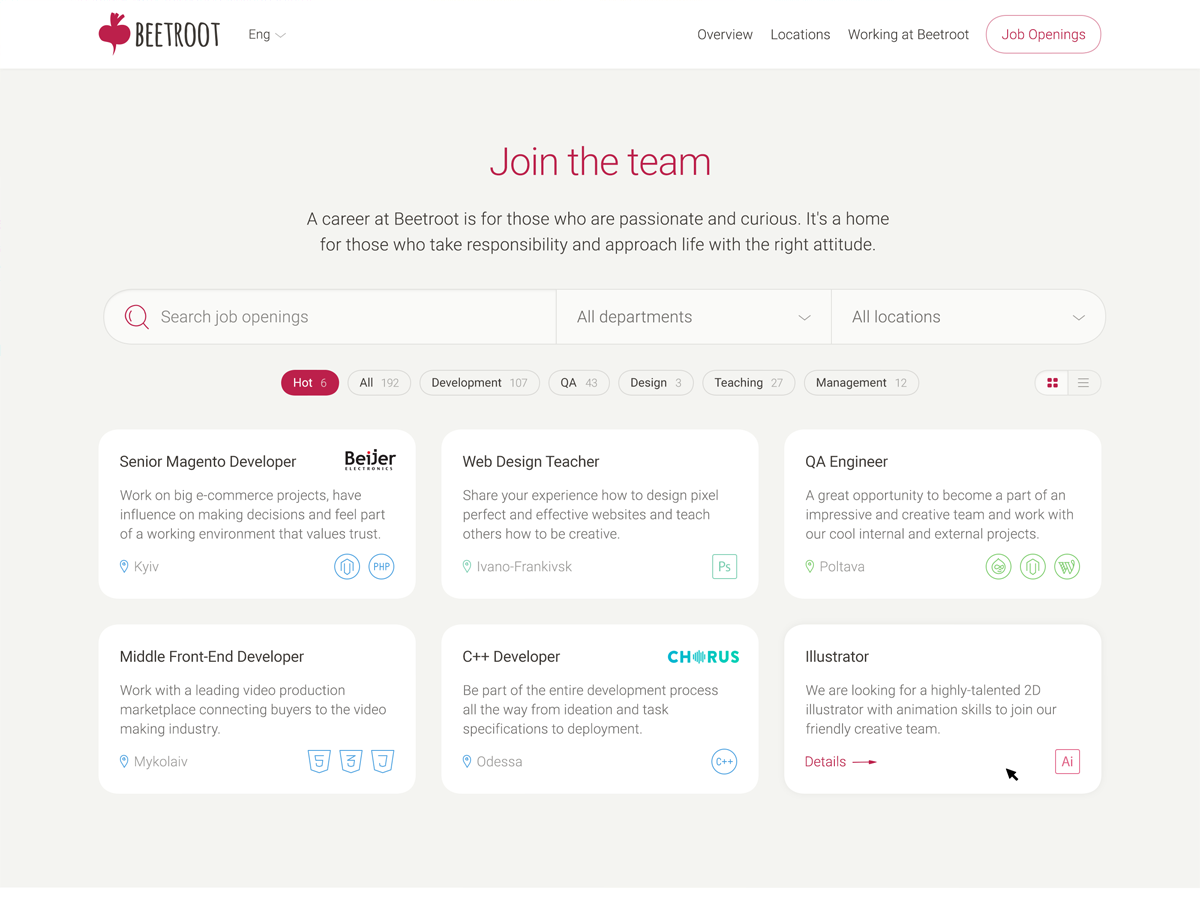 BEETROOT
Eng
Overview
Locations
Working at Beetroot
Job Openings
Join the team
A career at Beetroot is for those who are passionate and curious. It's a home
for those who take responsibility and approach life with the right attitude.
Search job openings
All departments
All locations
Hot 6
All 192
Development 107
QA 43
Design 3
Teaching 27
Management 12
Senior Magento Developer
Beijer
ELECTRONICS
Work on big e-commerce projects, have
influence on making decisions and feel part
of a working environment that values trust.
Kyiv
PHP
Web Design Teacher
Share your experience how to design pixel
perfect and effective websites and teach
others how to be creative.
Ivano-Frankivsk
Ps
QA Engineer
A great opportunity to become a part of an
impressive and creative team and work with
our cool internal and external projects.
Poltava
W
Middle Front-End Developer
Work with a leading video production
marketplace connecting buyers to the video
making industry.
Mykolaiv
5
3
J
C++ Developer
CHORUS
Be part of the entire development process
all the way from ideation and task
specifications to deployment.
Odessa
C++
Illustrator
We are looking for a highly-talented 2D
illustrator with animation skills to join our
friendly creative team.
Details
Ai